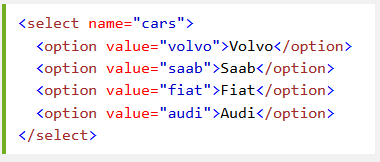 <select name="cars">
  <option value="volvo">Volvo</option>
  <option value="saab">Saab</option>
  <option value="fiat">Fiat</option>
  <option value="audi">Audi</option>
</select>